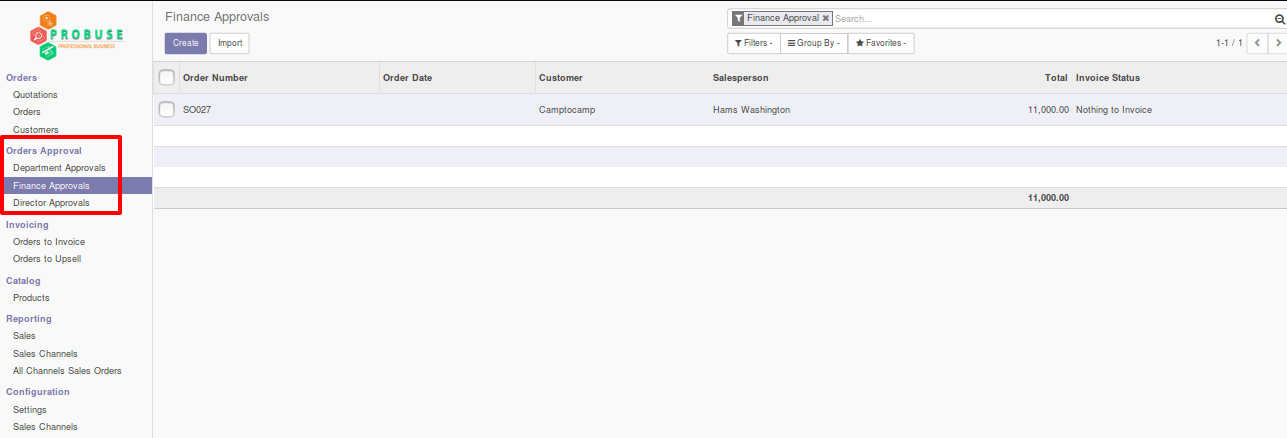 PROBUSE
PROFESSIONAL BUSINESS
Orders
Quotations
Orders
Customers
Orders Approval
Department Approvals
Finance Approvals
Director Approvals
Invoicing
Orders to Invoice
Orders to Upsell
Catalog
Products
Reporting
Sales
Sales Channels
All Channels Sales Orders
Configuration
Settings
Sales Channels
Finance Approvals
Finance Approval Search...
Create Import
Filters Group By Favorites
1-1 / 1
Order Number Order Date Customer Salesperson Total Invoice Status
SO027 Camptocamp Hams Washington 11,000.00 Nothing to Invoice
11,000.00